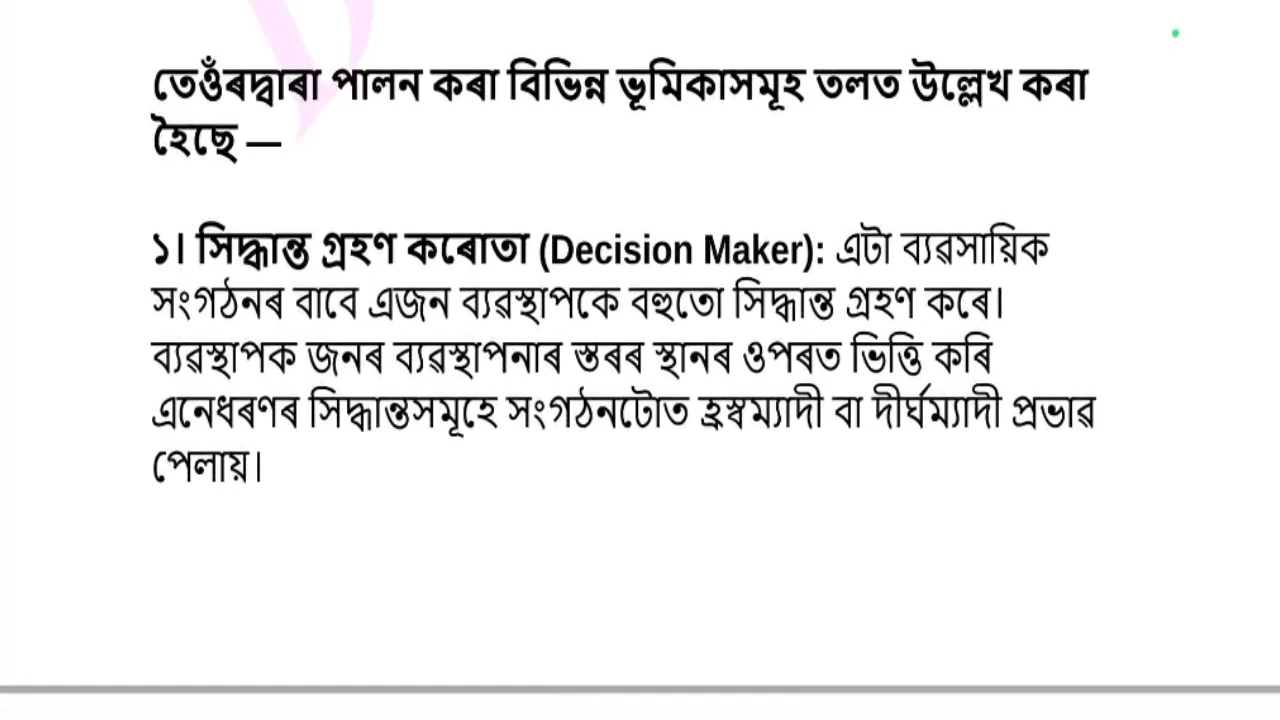 তেওঁৰদ্বাৰা পালন কৰা বিভিন্ন ভূমিকাসমূহ তলত উল্লেখ কৰা
হৈছে —
১। সিদ্ধান্ত গ্ৰহণ কৰোতা (Decision Maker): এটা ব্যৱসায়িক
সংগঠনৰ বাবে এজন ব্যৱস্থাপকে বহুতো সিদ্ধান্ত গ্ৰহণ কৰে।
ব্যৱস্থাপক জনৰ ব্যৱস্থাপনাৰ স্তৰৰ স্থানৰ ওপৰত ভিত্তি কৰি
এনেধৰণৰ সিদ্ধান্তসমূহে সংগঠনটোত হ্ৰস্বম্যাদী বা দীৰ্ঘম্যাদী প্ৰভাৱ
পেলায়।